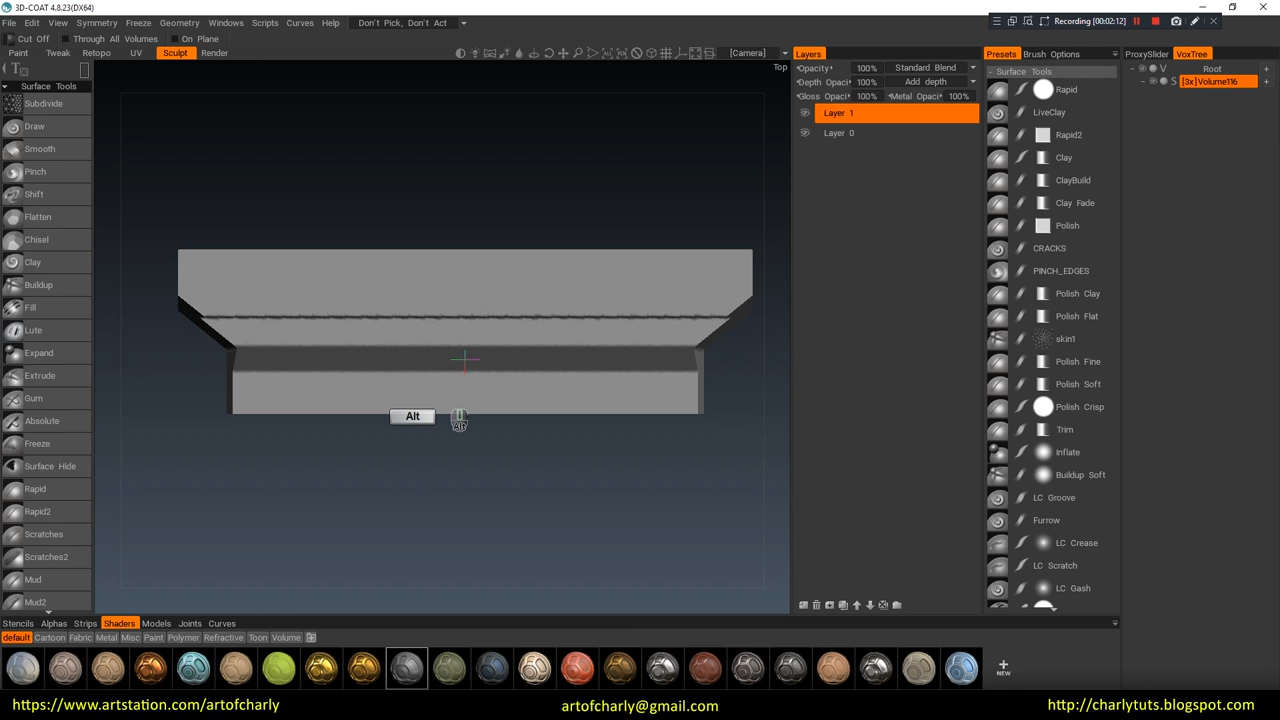 3D-COAT 4.8.23(DX64)
File Edit View Symmetry Freeze Geometry Windows Scripts Curves Help Don't Pick, Don't Act
Recording [00:02:12]
Cut Off Through All Volumes On Plane
Paint Tweak Retopo UV Sculpt Render [Camera] Layers Presets Brush Options ProxySlider VoxTree
Top
Surface Tools
Subdivide
Draw
Smooth
Pinch
Shift
Flatten
Chisel
Clay
Buildup
Fill
Lute
Expand
Extrude
Gum
Absolute
Freeze
Surface Hide
Rapid
Rapid2
Scratches
Scratches2
Mud
Mud2
Alt
Alt
Opacity 100% Standard Blend
Depth Opaci 100% Add depth
Gloss Opaci 100% Metal Opaci 100%
Layer 1
Layer 0
Surface Tools
Rapid
LiveClay
Rapid2
Clay
ClayBuild
Clay Fade
Polish
CRACKS
PINCH_EDGES
Polish Clay
Polish Flat
skin1
Polish Fine
Polish Soft
Polish Crisp
Trim
Inflate
Buildup Soft
LC Groove
Furrow
LC Crease
LC Scratch
LC Gash
V Root +
S [3x]Volume116 +
Stencils Alphas Strips Shaders Models Joints Curves
default Cartoon Fabric Metal Misc Paint Polymer Refractive Toon Volume
NEW
https://www.artstation.com/artofcharly artofcharly@gmail.com http://charlytuts.blogspot.com